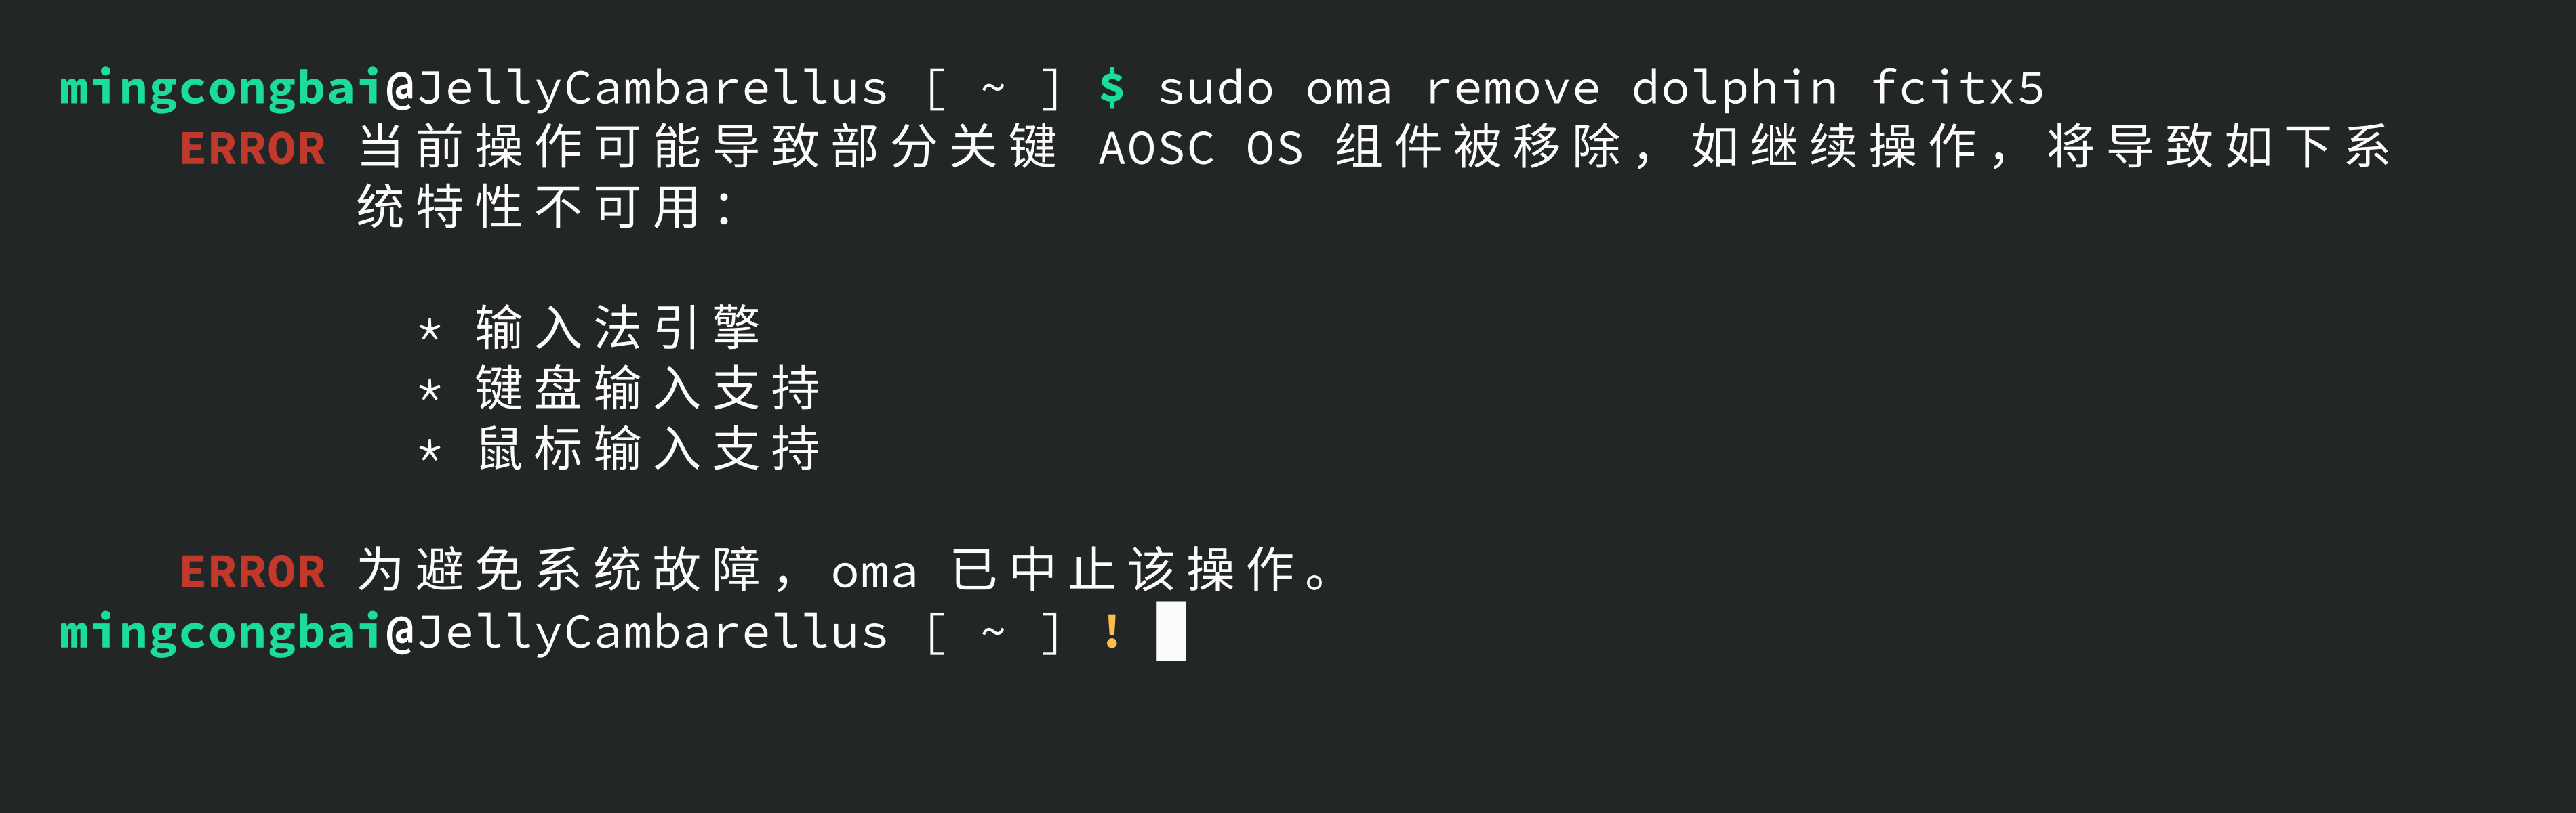 mingcongbai@JellyCambarellus [ ~ ] $ sudo oma remove dolphin fcitx5
ERROR 当前操作可能导致部分关键 AOSC OS 组件被移除，如继续操作，将导致如下系
统特性不可用：
* 输入法引擎
* 键盘输入支持
* 鼠标输入支持
ERROR 为避免系统故障，oma 已中止该操作。
mingcongbai@JellyCambarellus [ ~ ] !